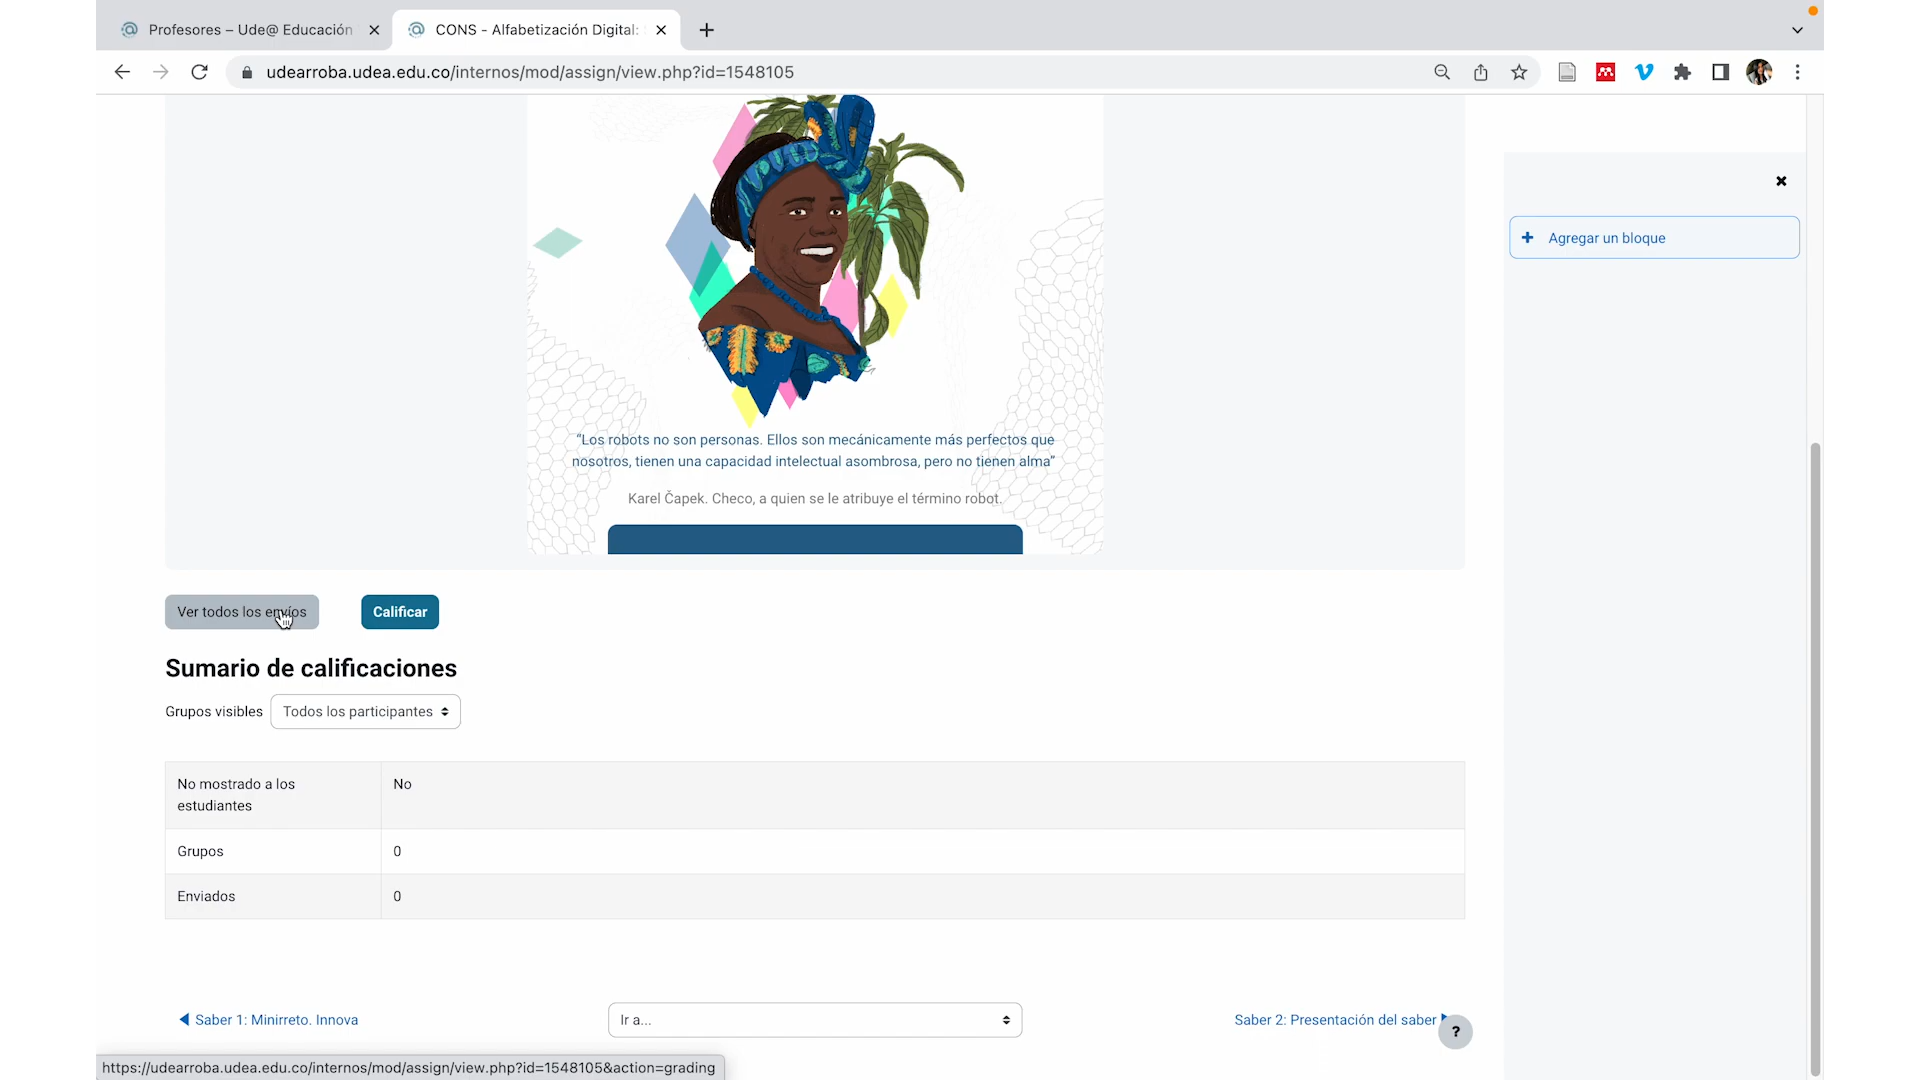 Profesores – Ude@ Educación
CONS - Alfabetización Digital:
udearroba.udea.edu.co/internos/mod/assign/view.php?id=1548105
Agregar un bloque
“Los robots no son personas. Ellos son mecánicamente más perfectos que
nosotros, tienen una capacidad intelectual asombrosa, pero no tienen alma”
Karel Čapek. Checo, a quien se le atribuye el término robot.
Ver todos los envíos
Calificar
Sumario de calificaciones
Grupos visibles
Todos los participantes
No mostrado a los
estudiantes
No
Grupos
0
Enviados
0
Saber 1: Minirreto. Innova
Ir a...
Saber 2: Presentación del saber
?
https://udearroba.udea.edu.co/internos/mod/assign/view.php?id=1548105&action=grading